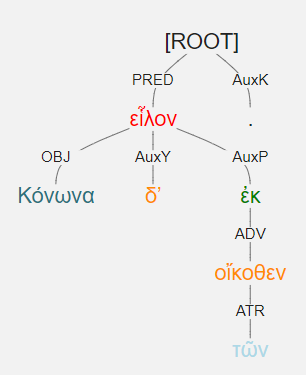 [ROOT]
PRED AuxK
εἷλον .
OBJ AuxY AuxP
Κόνωνα δ’ ἐκ
ADV
οἴκοθεν
ATR
τῶν